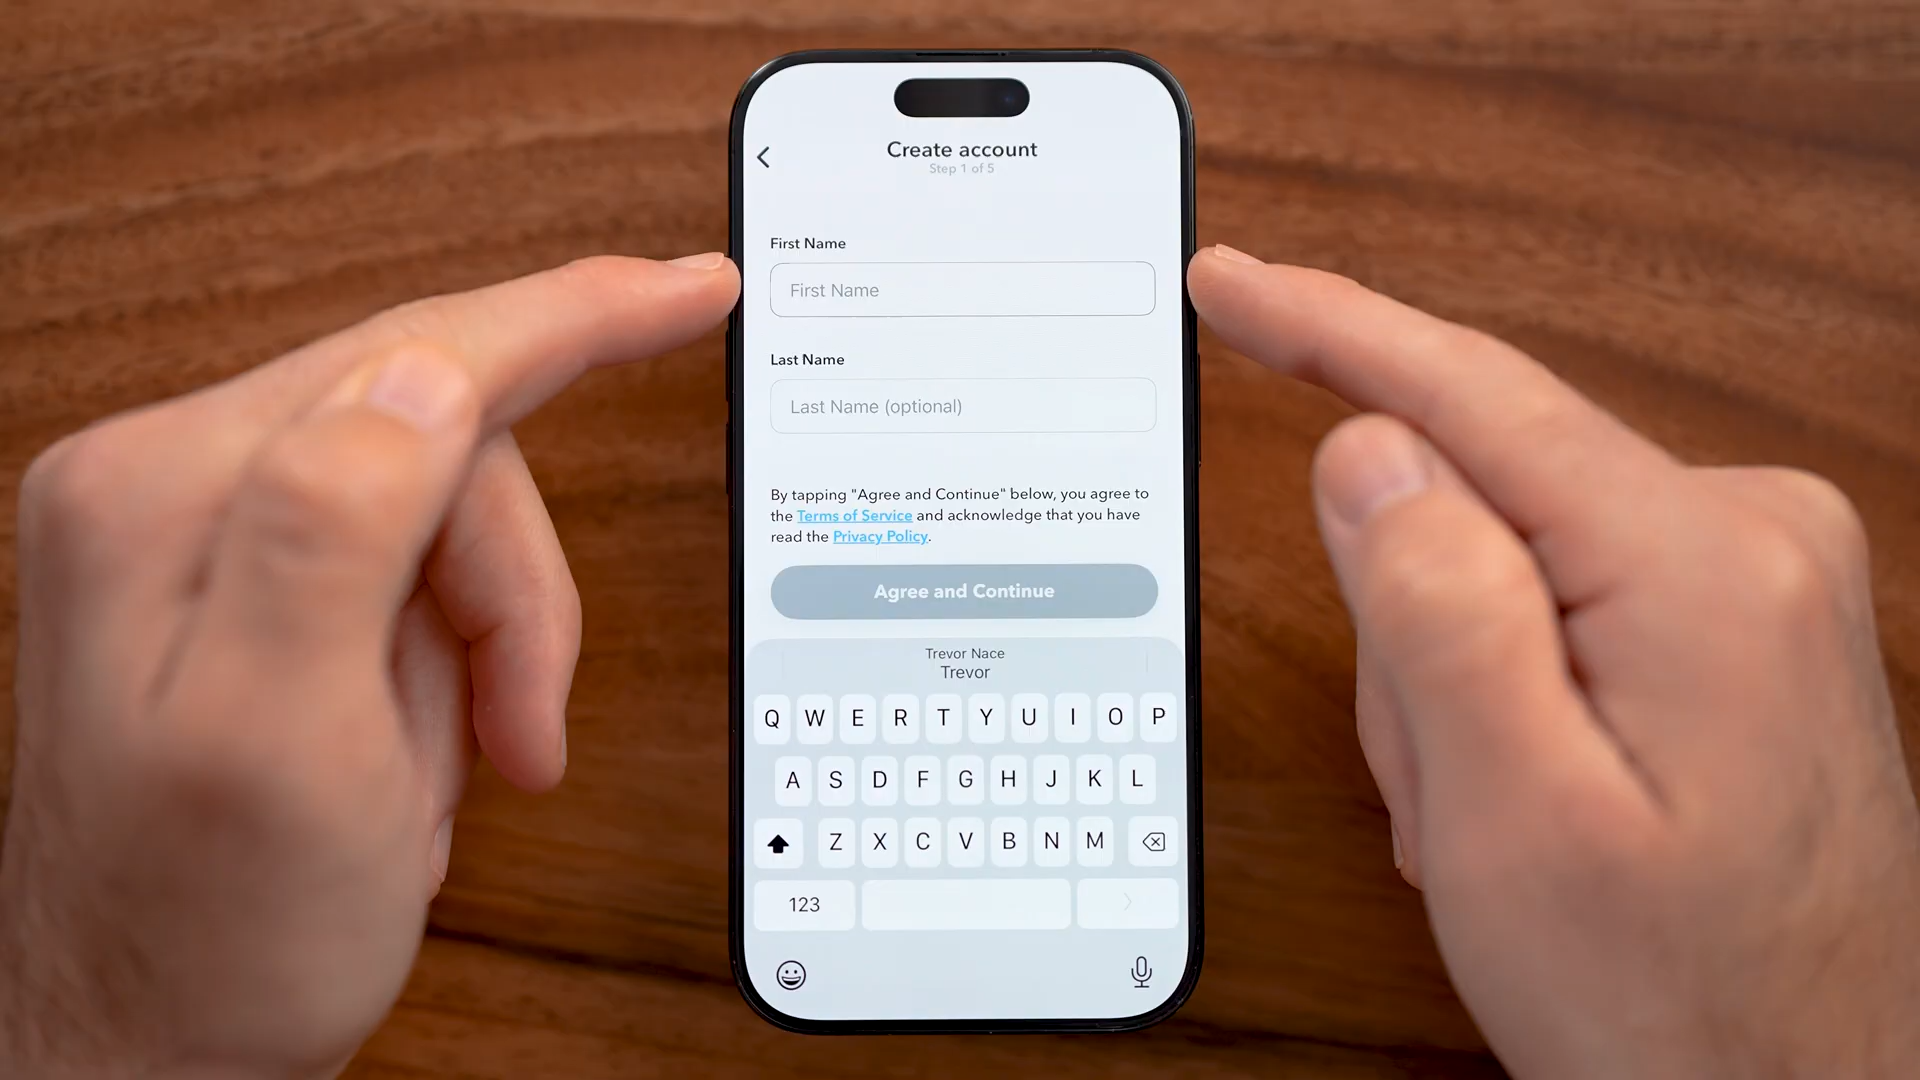 Create account
Step 1 of 5
First Name
First Name
Last Name
Last Name (optional)
By tapping "Agree and Continue" below, you agree to
the Terms of Service and acknowledge that you have
read the Privacy Policy.
Agree and Continue
Trevor Nace
Trevor
Q W E R T Y U I O P
A S D F G H J K L
Z X C V B N M
123